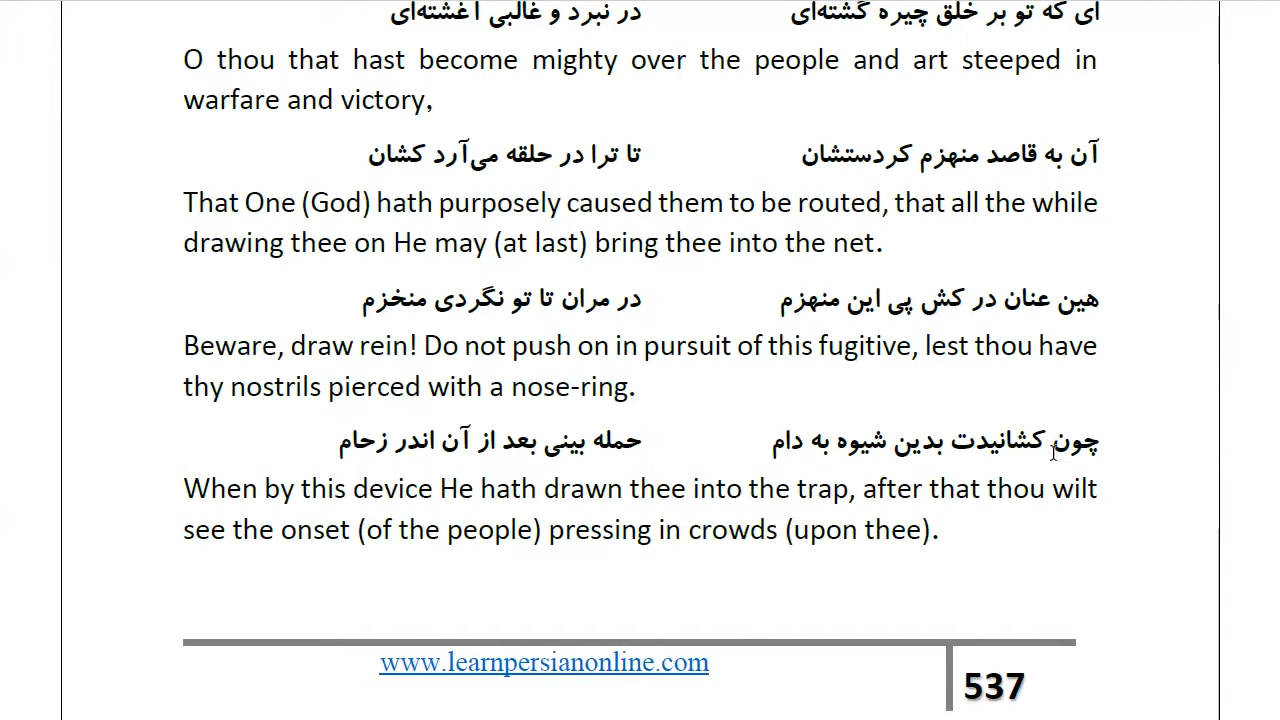 ای که تو بر خلق چیره گشته‌ای در نبرد و غالبی آغشته‌ای
O thou that hast become mighty over the people and art steeped in
warfare and victory,
آن به قاصد منهزم کردستشان تا ترا در حلقه می‌آرد کشان
That One (God) hath purposely caused them to be routed, that all the while
drawing thee on He may (at last) bring thee into the net.
هین عنان در کش پی این منهزم در مران تا تو نگردی منخزم
Beware, draw rein! Do not push on in pursuit of this fugitive, lest thou have
thy nostrils pierced with a nose-ring.
چون کشانیدت بدین شیوه به دام حمله بینی بعد از آن اندر زحام
When by this device He hath drawn thee into the trap, after that thou wilt
see the onset (of the people) pressing in crowds (upon thee).
www.learnpersianonline.com
537